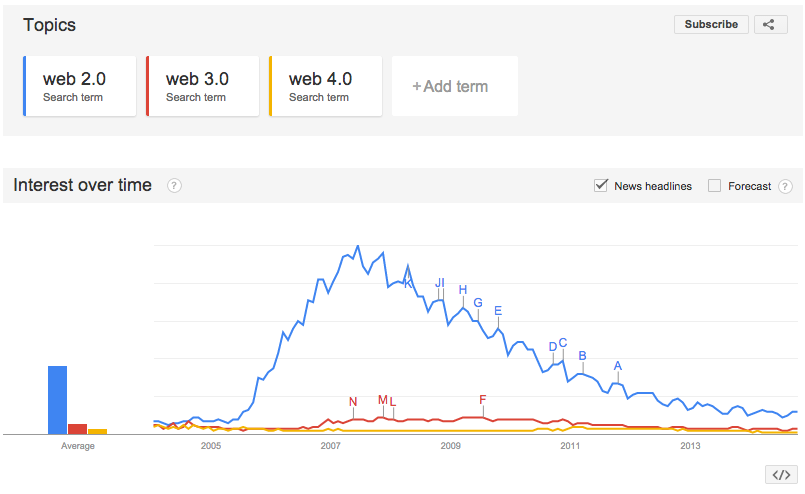 Topics
Subscribe
web 2.0
Search term
web 3.0
Search term
web 4.0
Search term
+Add term
Interest over time
?
News headlines
Forecast
?
K
J
I
H
G
E
D
C
B
A
N
M
L
F
Average
2005
2007
2009
2011
2013
</>